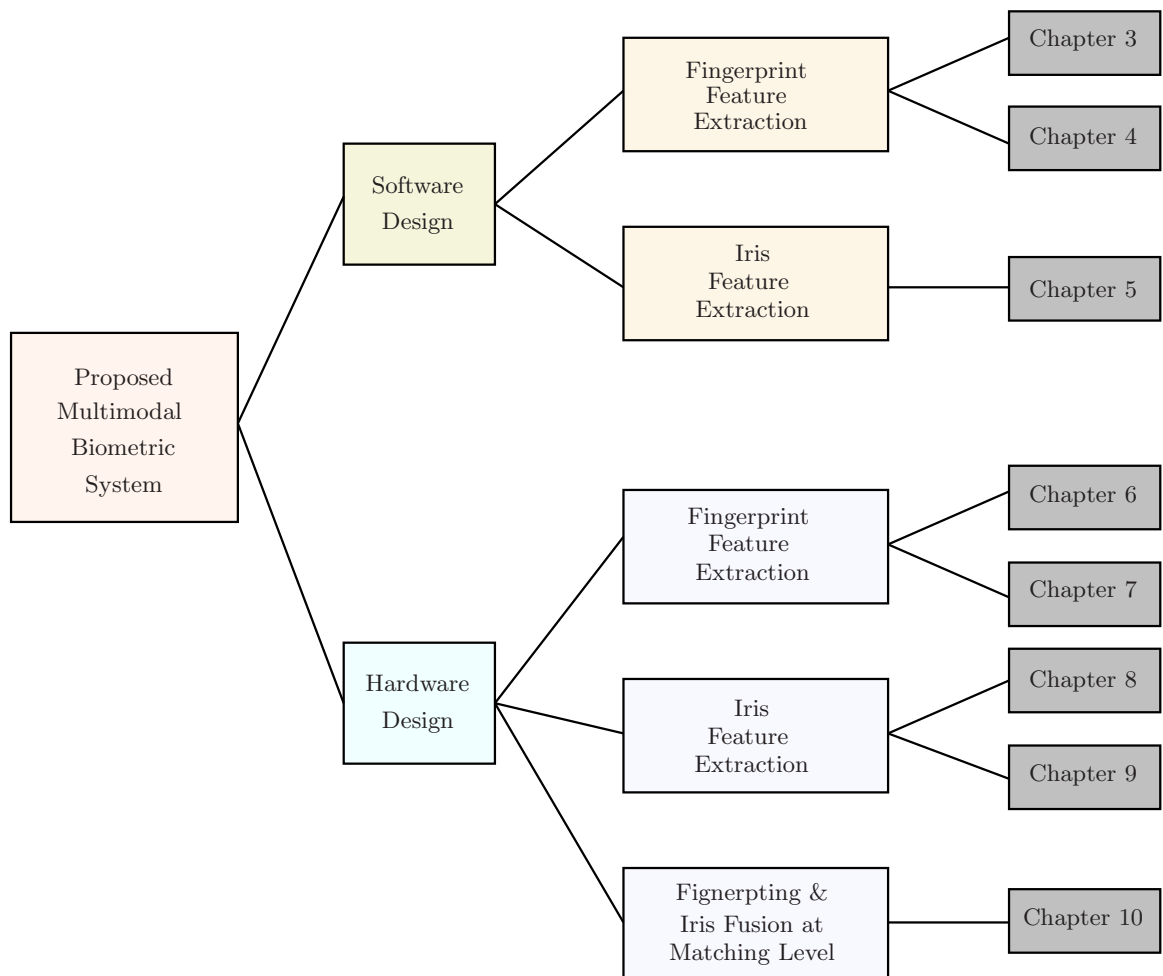 Proposed
Multimodal
Biometric
System
Software
Design
Fingerprint
Feature
Extraction
Chapter 3
Chapter 4
Iris
Feature
Extraction
Chapter 5
Hardware
Design
Fingerprint
Feature
Extraction
Chapter 6
Chapter 7
Iris
Feature
Extraction
Chapter 8
Chapter 9
Fignerpting &
Iris Fusion at
Matching Level
Chapter 10